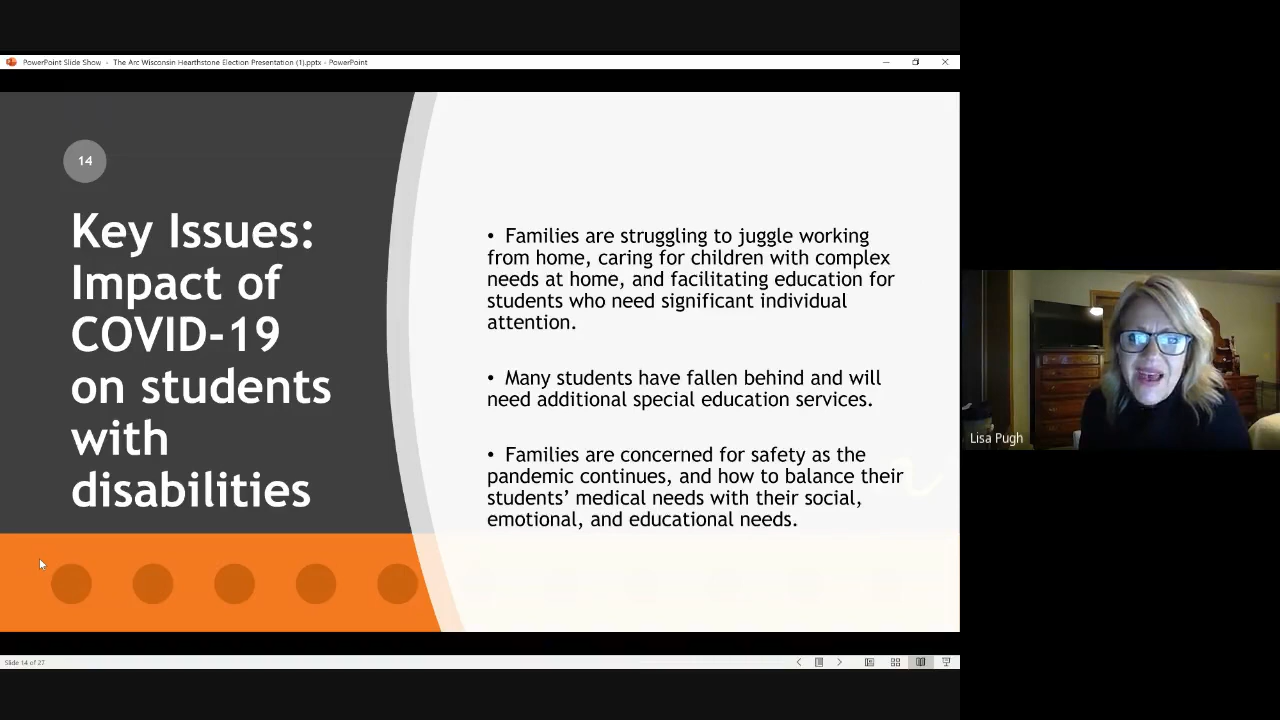 PowerPoint Slide Show - The Arc Wisconsin Hearthstone Election Presentation (1).pptx - PowerPoint
14
Key Issues:
Impact of
COVID-19
on students
with
disabilities
• Families are struggling to juggle working
from home, caring for children with complex
needs at home, and facilitating education for
students who need significant individual
attention.
• Many students have fallen behind and will
need additional special education services.
• Families are concerned for safety as the
pandemic continues, and how to balance their
students’ medical needs with their social,
emotional, and educational needs.
Lisa Pugh
Slide 14 of 27